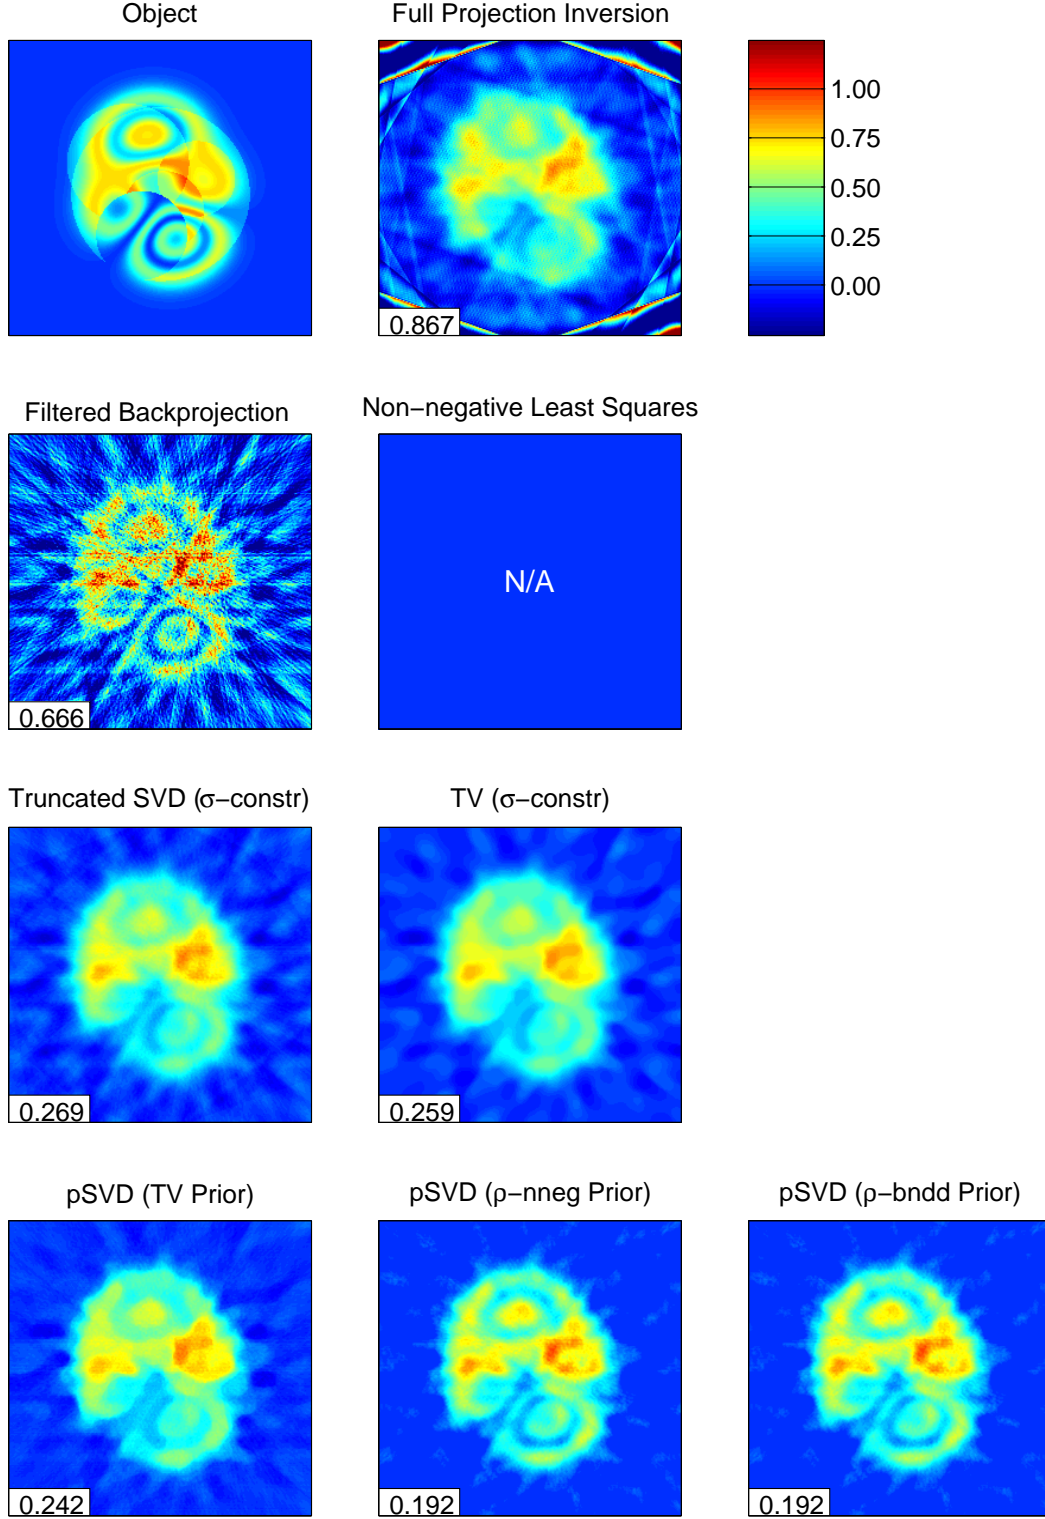 Object
Full Projection Inversion
1.00
0.75
0.50
0.25
0.00
0.867
Filtered Backprojection
Non−negative Least Squares
N/A
0.666
Truncated SVD (σ−constr)
TV (σ−constr)
0.269
0.259
pSVD (TV Prior)
pSVD (ρ−nneg Prior)
pSVD (ρ−bndd Prior)
0.242
0.192
0.192